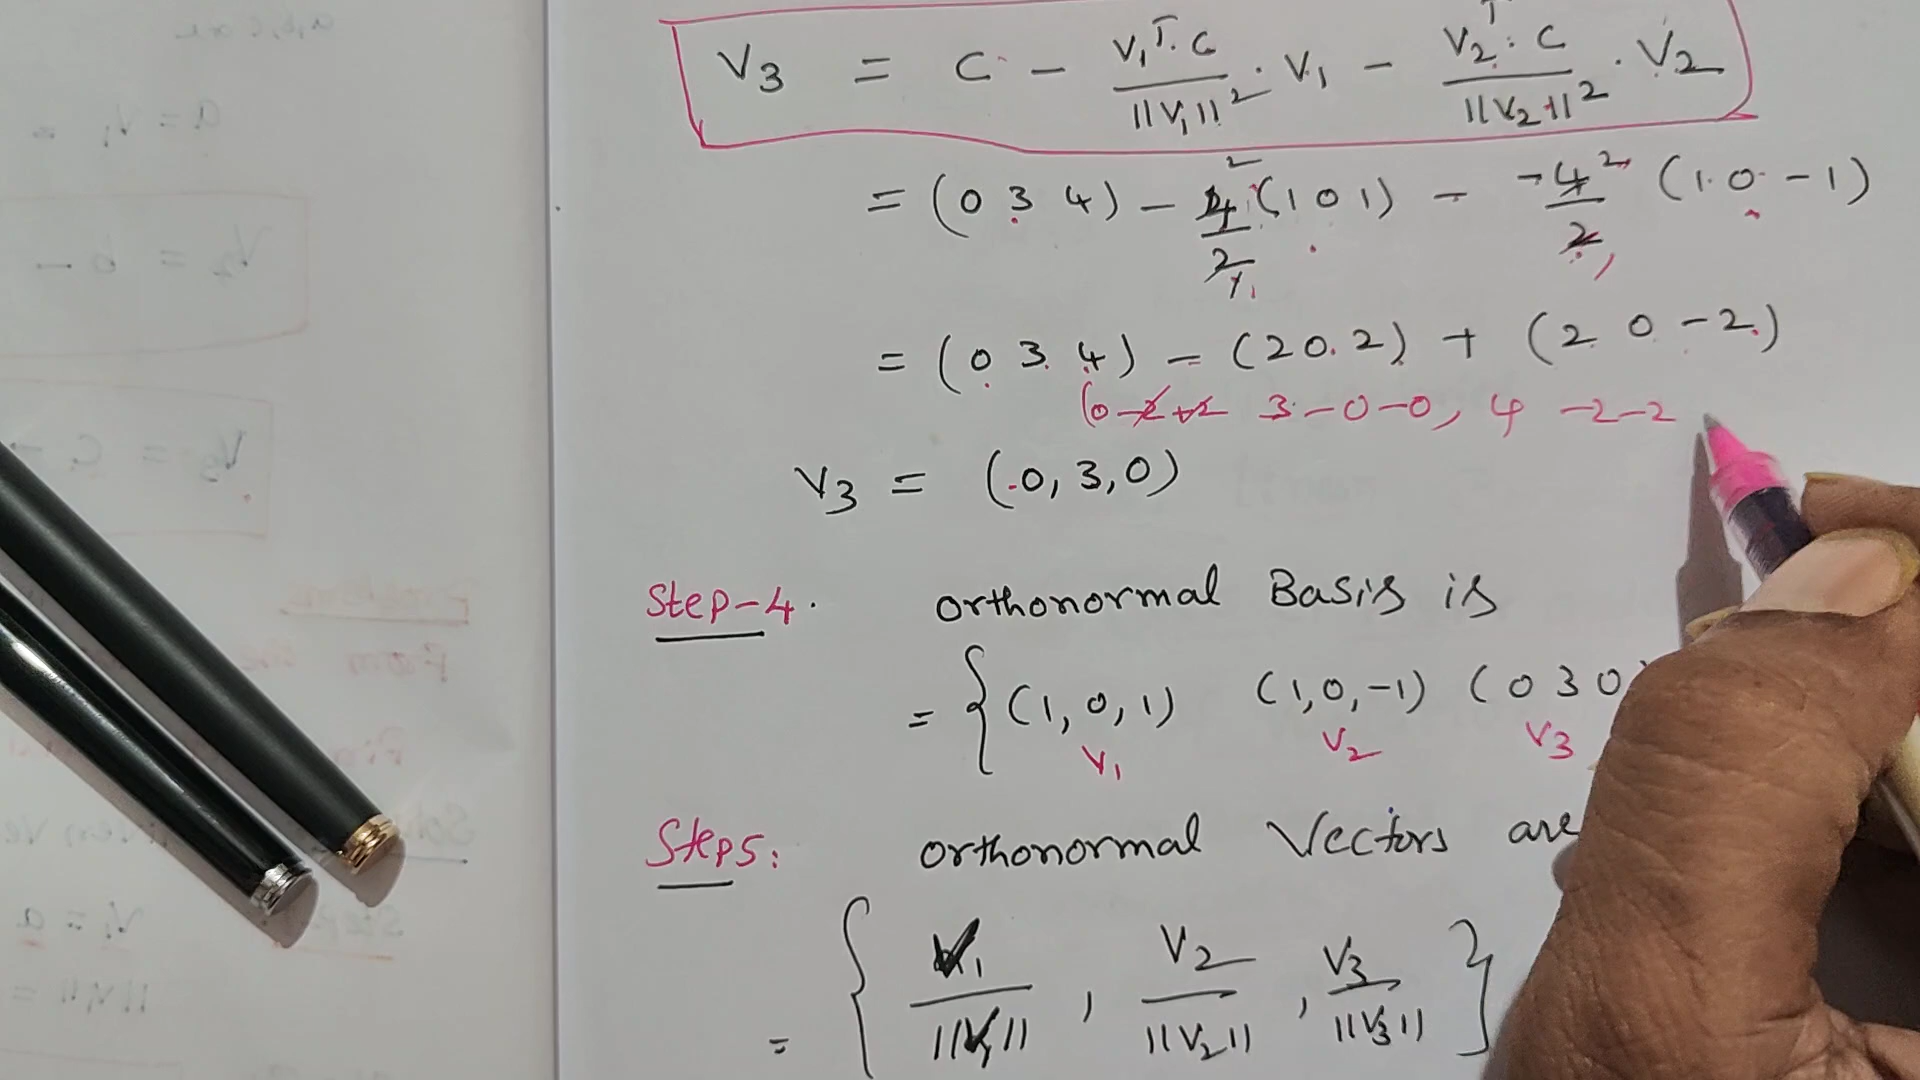 V3 = C - V1ᵀ·C / ||V1||² · V1 - V2ᵀ·C / ||V2||² · V2
= (0 3 4) - 4/2 (1 0 1) - -4/2 (1 0 -1)
= (0 3 4) - (2 0 2) + (2 0 -2)
(0-2+2 3-0-0, 4 -2-2
V3 = (0, 3, 0)
Step-4. orthonormal Basis is
= { (1, 0, 1) (1, 0, -1) (0 3 0
V1 V2 V3
Step5: orthonormal Vectors are
= { V1/||V1|| , V2/||V2|| , V3/||V3|| }